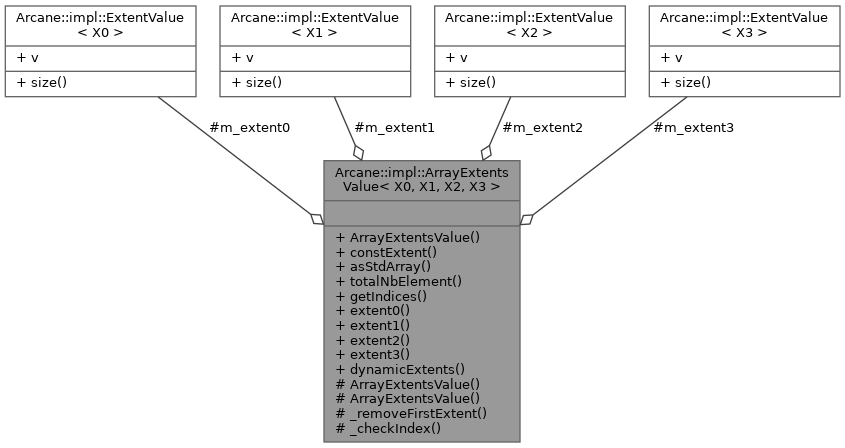 Arcane::impl::ExtentValue
< X0 >
+ v
+ size()
Arcane::impl::ExtentValue
< X1 >
+ v
+ size()
Arcane::impl::ExtentValue
< X2 >
+ v
+ size()
Arcane::impl::ExtentValue
< X3 >
+ v
+ size()
#m_extent0
#m_extent1
#m_extent2
#m_extent3
Arcane::impl::ArrayExtents
Value< X0, X1, X2, X3 >
+ ArrayExtentsValue()
+ constExtent()
+ asStdArray()
+ totalNbElement()
+ getIndices()
+ extent0()
+ extent1()
+ extent2()
+ extent3()
+ dynamicExtents()
# ArrayExtentsValue()
# ArrayExtentsValue()
# _removeFirstExtent()
# _checkIndex()